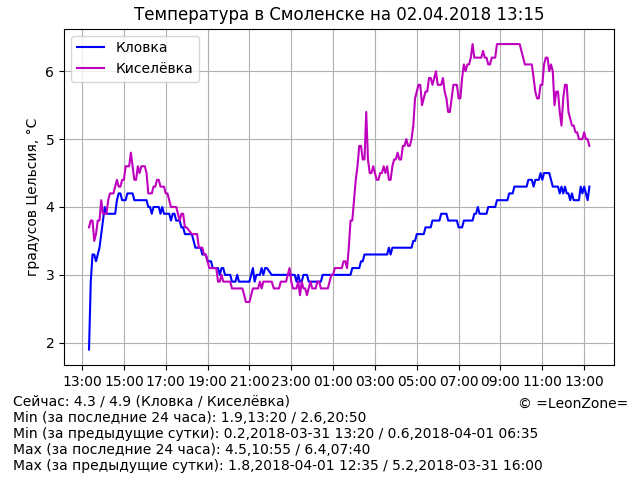 Температура в Смоленске на 02.04.2018 13:15
Кловка
Киселёвка
градусов Цельсия, °C
6
5
4
3
2
13:00 15:00 17:00 19:00 21:00 23:00 01:00 03:00 05:00 07:00 09:00 11:00 13:00
Сейчас: 4.3 / 4.9 (Кловка / Киселёвка)
© =LeonZone=
Min (за последние 24 часа): 1.9,13:20 / 2.6,20:50
Min (за предыдущие сутки): 0.2,2018-03-31 13:20 / 0.6,2018-04-01 06:35
Max (за последние 24 часа): 4.5,10:55 / 6.4,07:40
Max (за предыдущие сутки): 1.8,2018-04-01 12:35 / 5.2,2018-03-31 16:00